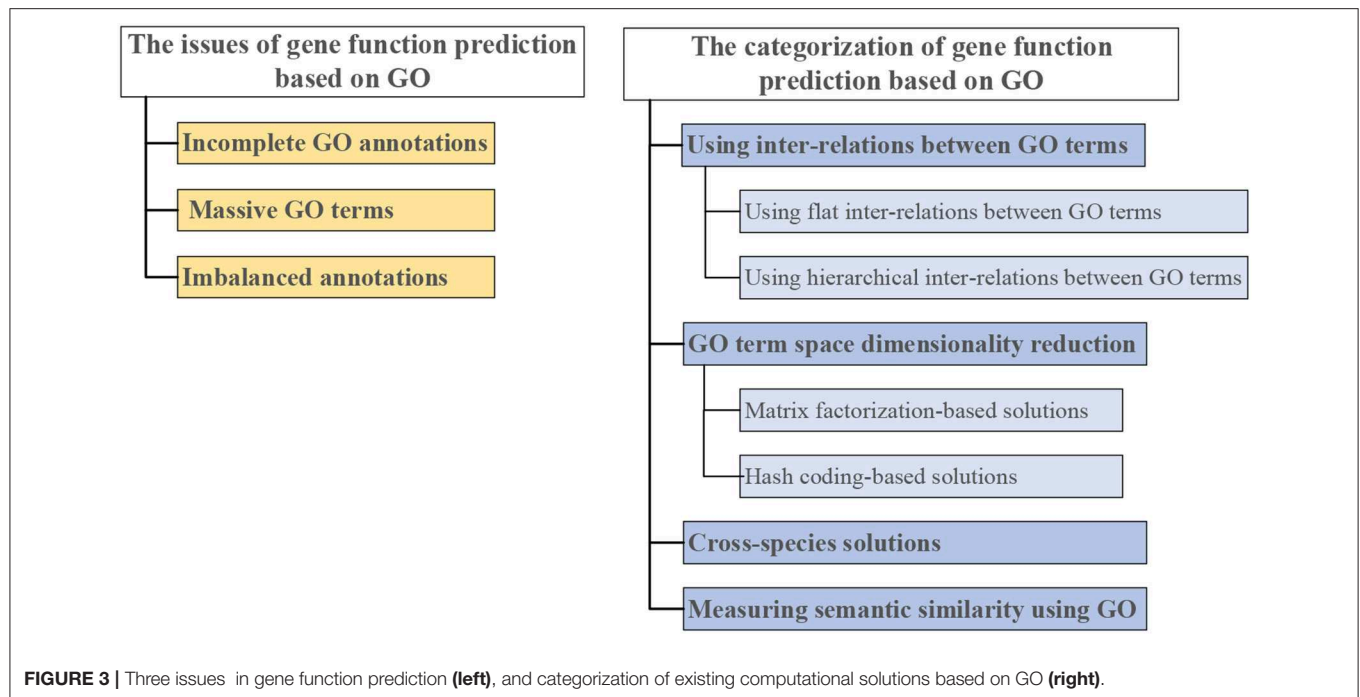 The issues of gene function prediction
based on GO
Incomplete GO annotations
Massive GO terms
Imbalanced annotations
The categorization of gene function
prediction based on GO
Using inter-relations between GO terms
Using flat inter-relations between GO terms
Using hierarchical inter-relations between GO terms
GO term space dimensionality reduction
Matrix factorization-based solutions
Hash coding-based solutions
Cross-species solutions
Measuring semantic similarity using GO
FIGURE 3 | Three issues in gene function prediction (left), and categorization of existing computational solutions based on GO (right).